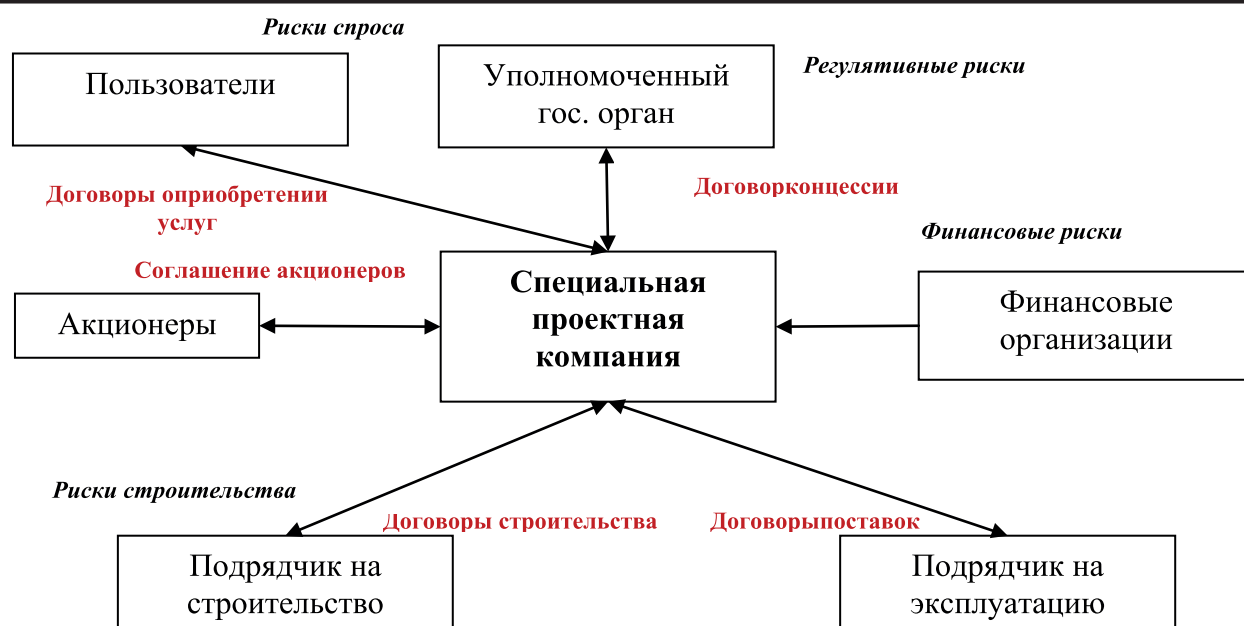 Риски спроса
Пользователи
Уполномоченный
гос. орган
Регулятивные риски
Договоры оприобретении
услуг
Договорконцессии
Финансовые риски
Соглашение акционеров
Акционеры
Специальная
проектная
компания
Финансовые
организации
Риски строительства
Договоры строительства
Договорыпоставок
Подрядчик на
строительство
Подрядчик на
эксплуатацию